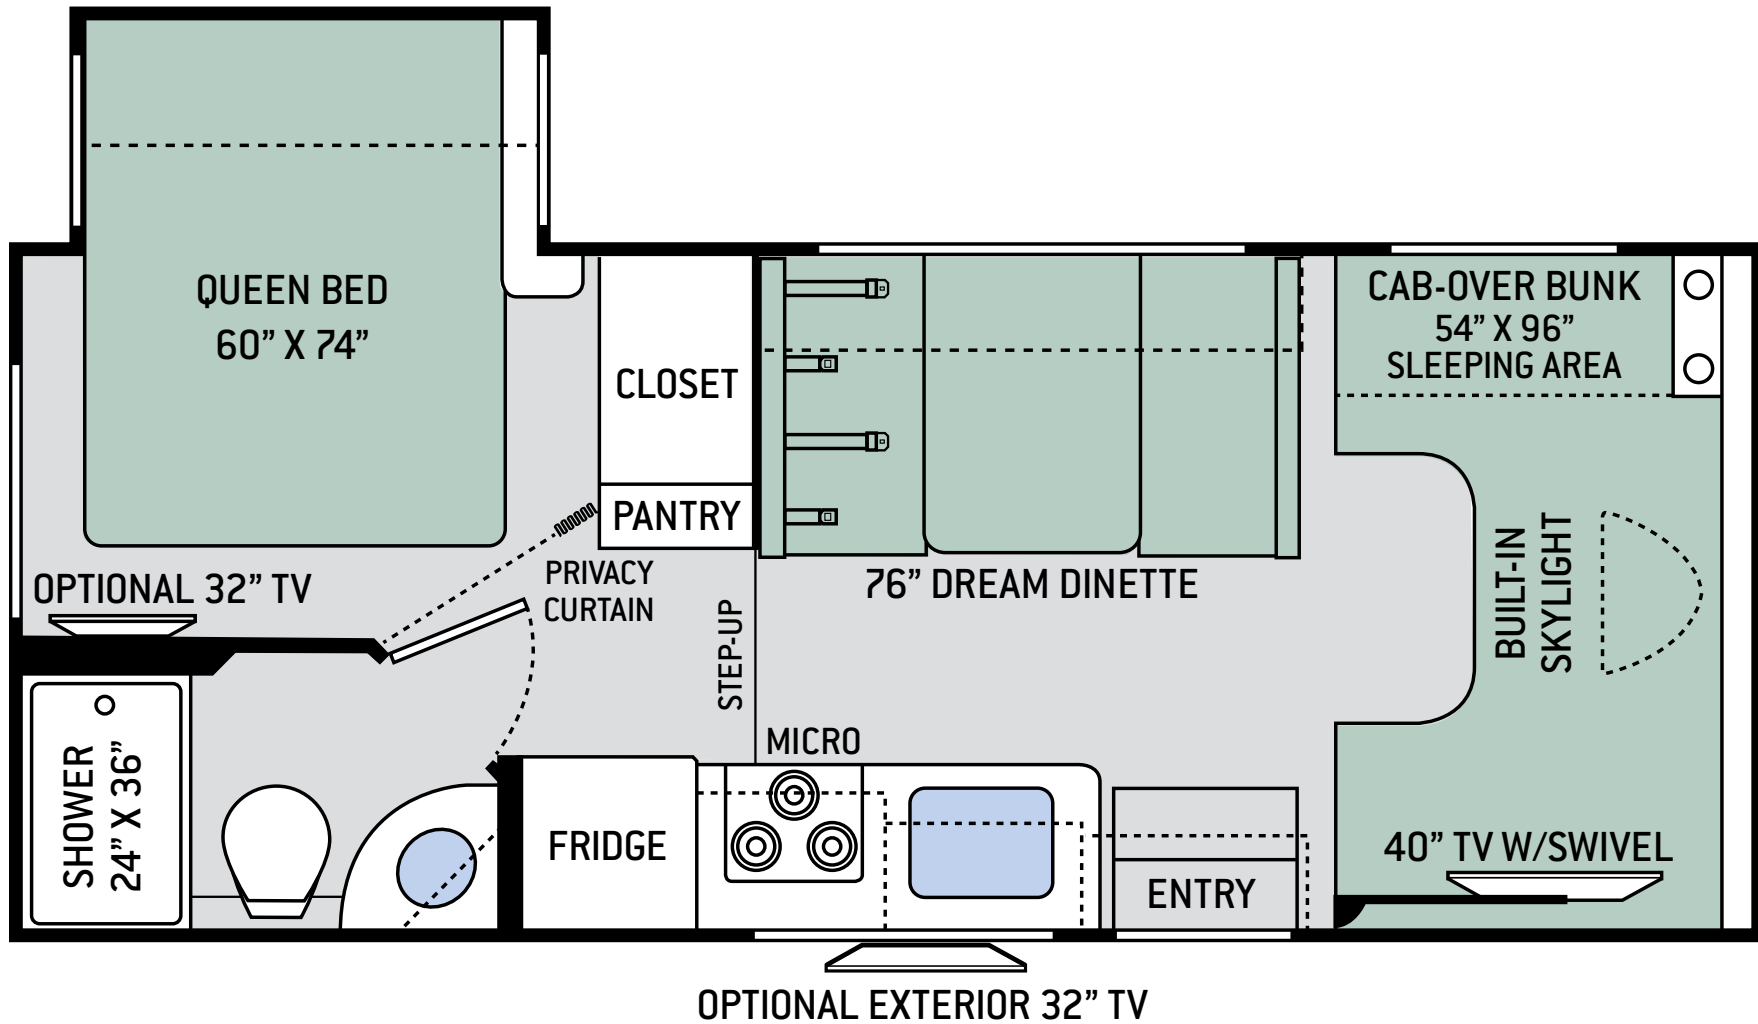 QUEEN BED
60” X 74”
CLOSET
PANTRY
CAB-OVER BUNK
54” X 96”
SLEEPING AREA
OPTIONAL 32” TV
PRIVACY
CURTAIN
STEP-UP
76” DREAM DINETTE
BUILT-IN
SKYLIGHT
MICRO
SHOWER
24” X 36”
FRIDGE
ENTRY
40” TV W/SWIVEL
OPTIONAL EXTERIOR 32” TV